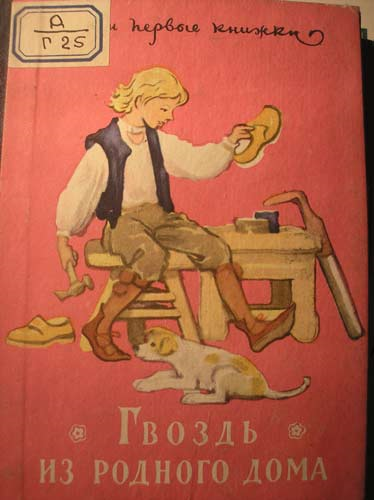 А
Г 25
и первые книжки
Гвоздь
из родного дома